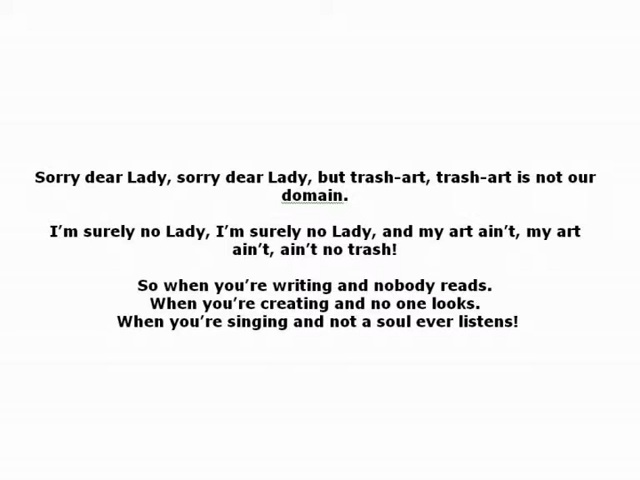 Sorry dear Lady, sorry dear Lady, but trash-art, trash-art is not our
domain.
I'm surely no Lady, I'm surely no Lady, and my art ain't, my art
ain't, ain't no trash!
So when you're writing and nobody reads.
When you're creating and no one looks.
When you're singing and not a soul ever listens!